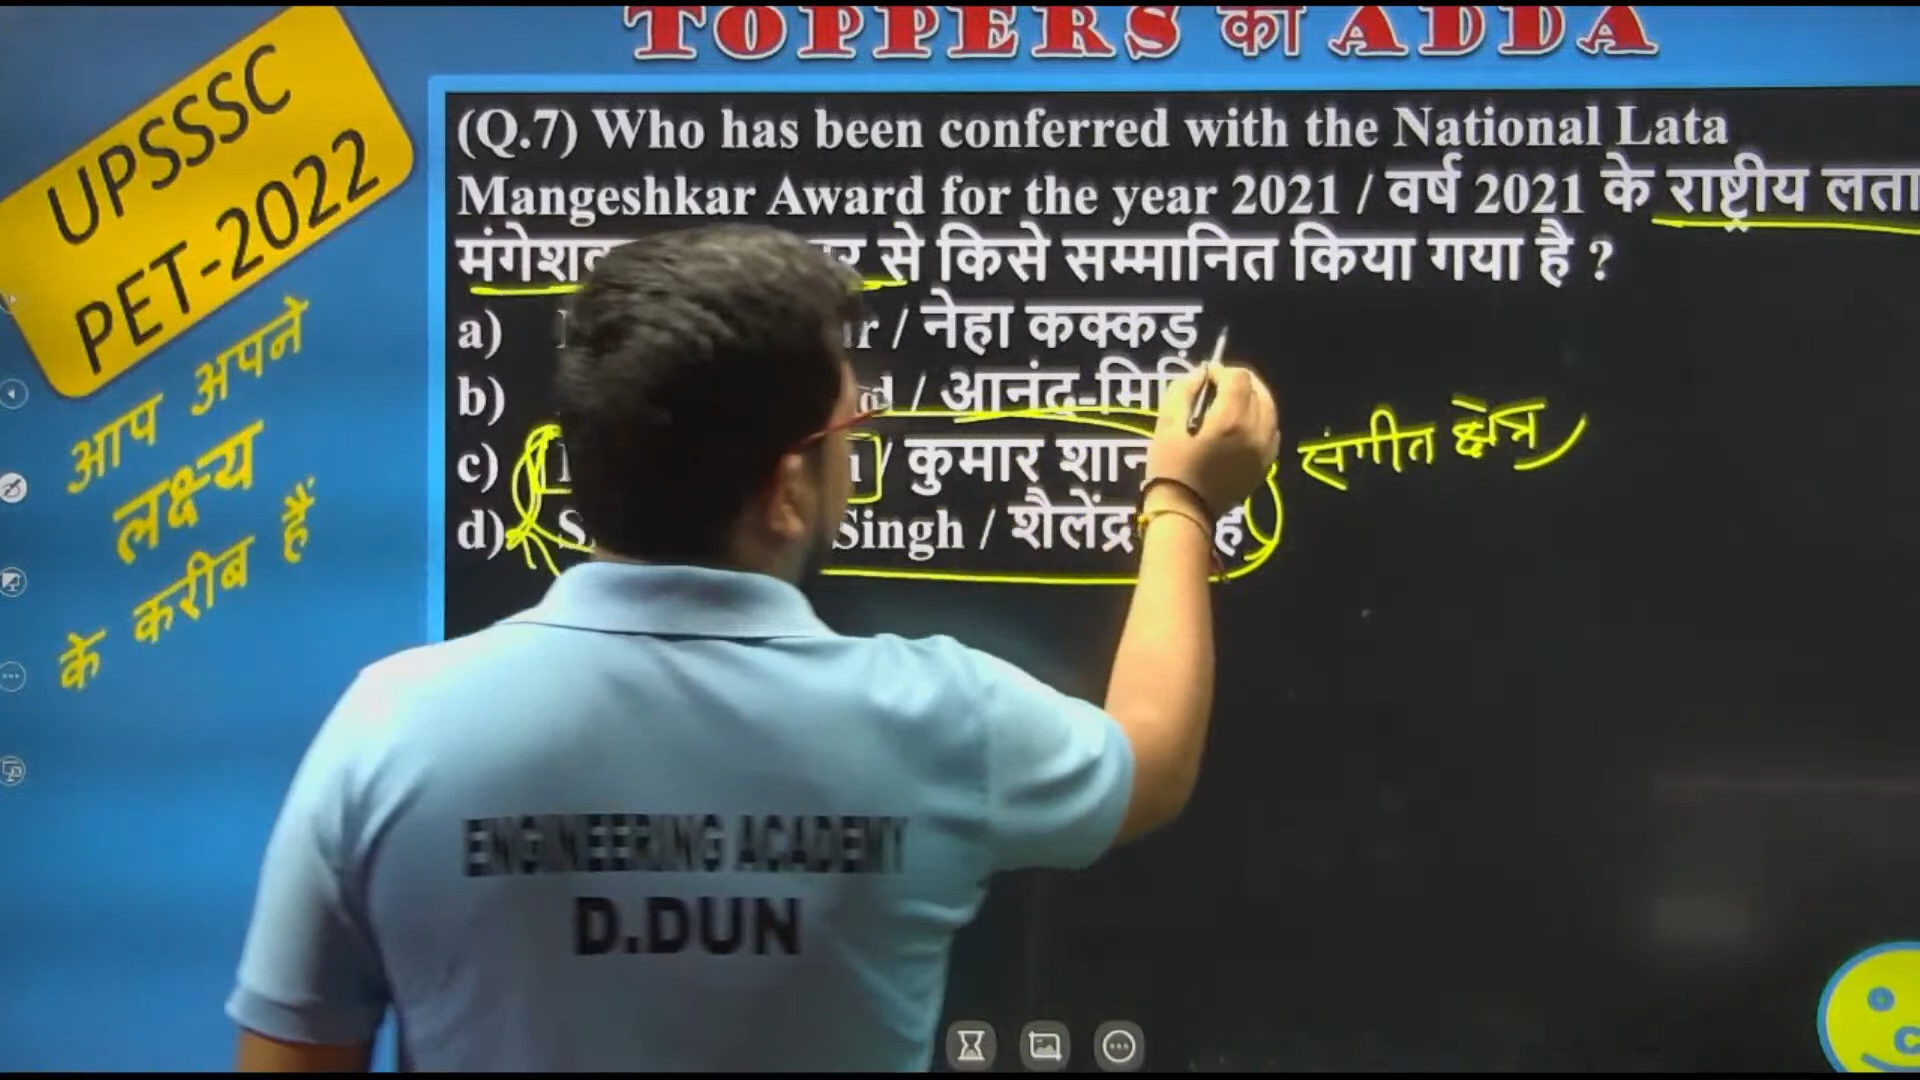 TOPPERS का ADDA
UPSSSC
PET-2022
आप अपने
लक्ष्य
के करीब हैं
(Q.7) Who has been conferred with the National Lata
Mangeshkar Award for the year 2021 / वर्ष 2021 के राष्ट्रीय लता
से किसे सम्मानित किया गया है ?
a) / नेहा कक्कड़
b) / आनंद-
c) / कुमार
d) Singh / शैलेंद्र
संगीत क्षेत्र
ENGINEERING ACADEMY
D.DUN